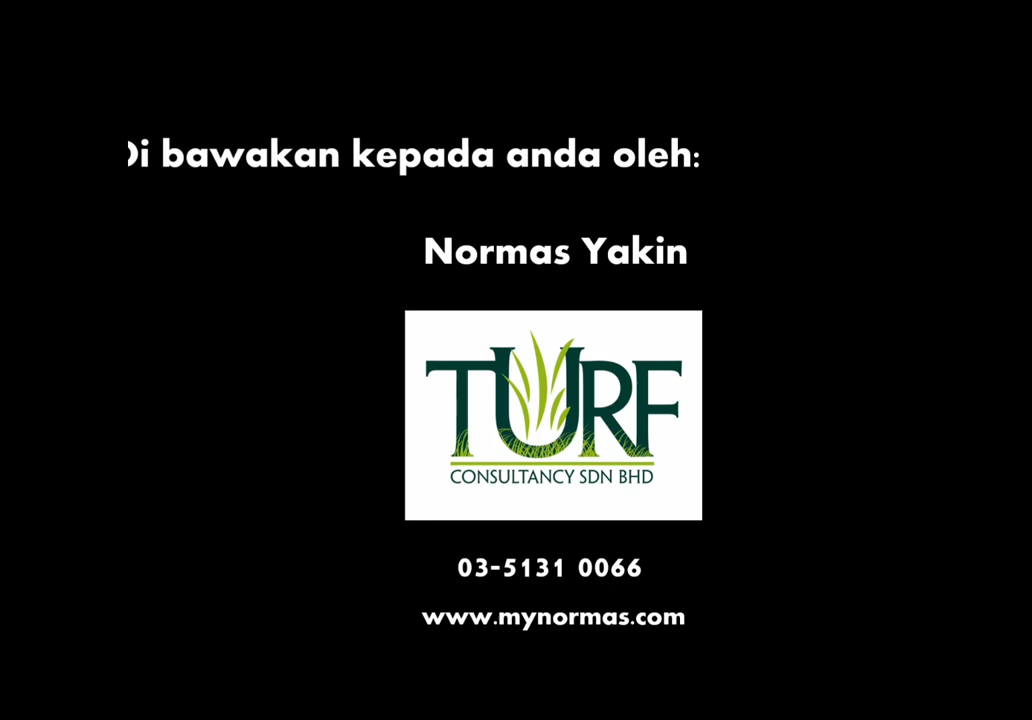 Di bawakan kepada anda oleh:
Normas Yakin
TURF
CONSULTANCY SDN BHD
03-5131 0066
www.mynormas.com